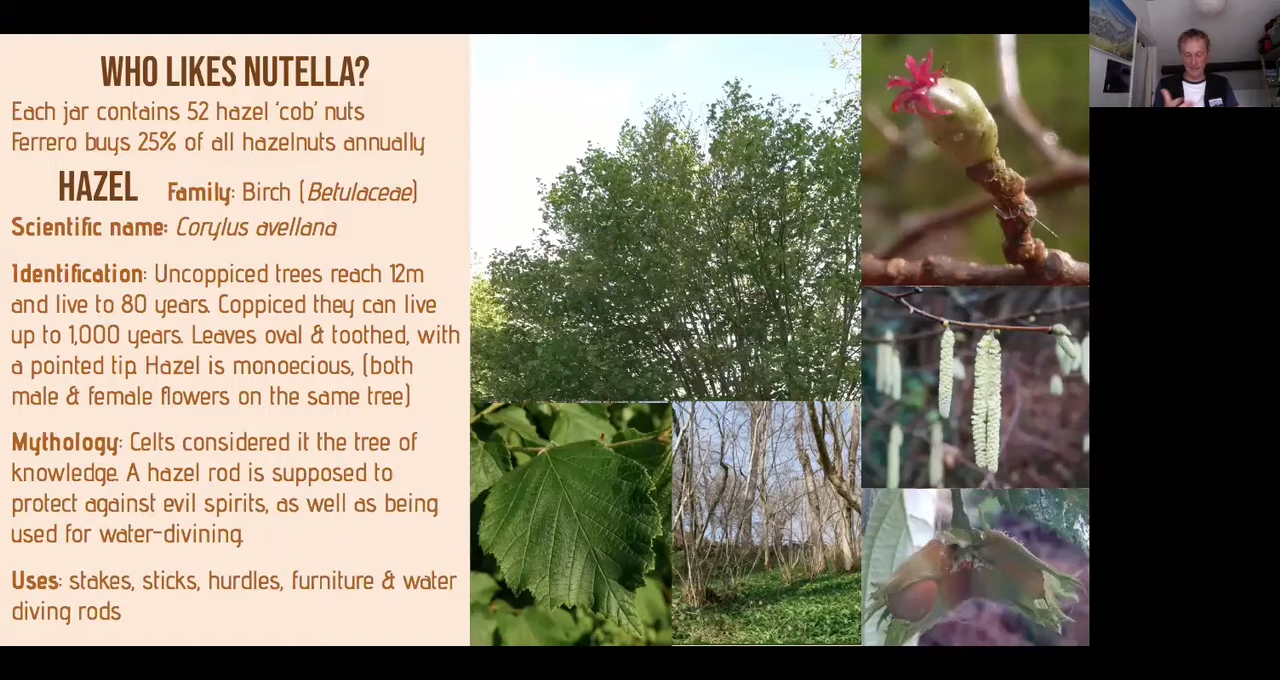 WHO LIKES NUTELLA?
Each jar contains 52 hazel ‘cob’ nuts
Ferrero buys 25% of all hazelnuts annually
HAZEL Family: Birch (Betulaceae)
Scientific name: Corylus avellana
Identification: Uncoppiced trees reach 12m
and live to 80 years. Coppiced they can live
up to 1,000 years. Leaves oval & toothed, with
a pointed tip. Hazel is monoecious, (both
male & female flowers on the same tree)
Mythology: Celts considered it the tree of
knowledge. A hazel rod is supposed to
protect against evil spirits, as well as being
used for water-divining.
Uses: stakes, sticks, hurdles, furniture & water
diving rods